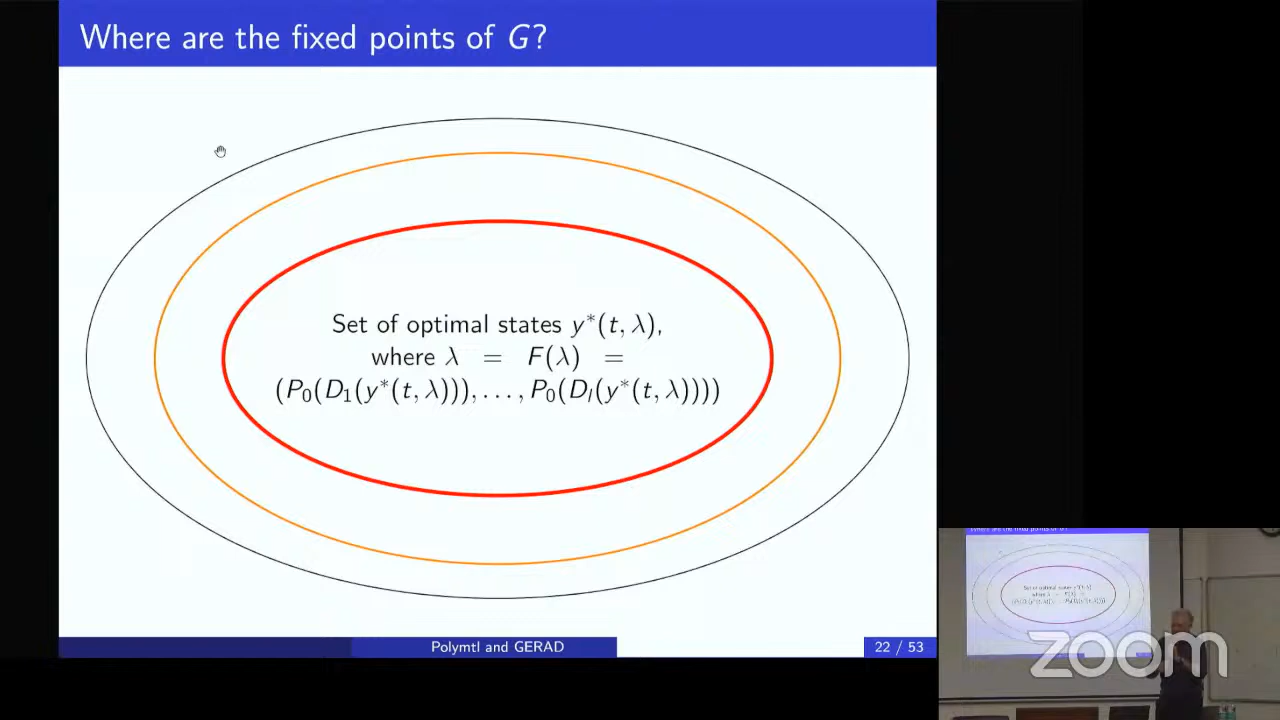 Where are the fixed points of G?
Set of optimal states y*(t, λ),
where λ = F(λ) =
(P₀(D₁(y*(t, λ))), . . . , P₀(Dₗ(y*(t, λ))))
Polymtl and GERAD
22 / 53
zoom